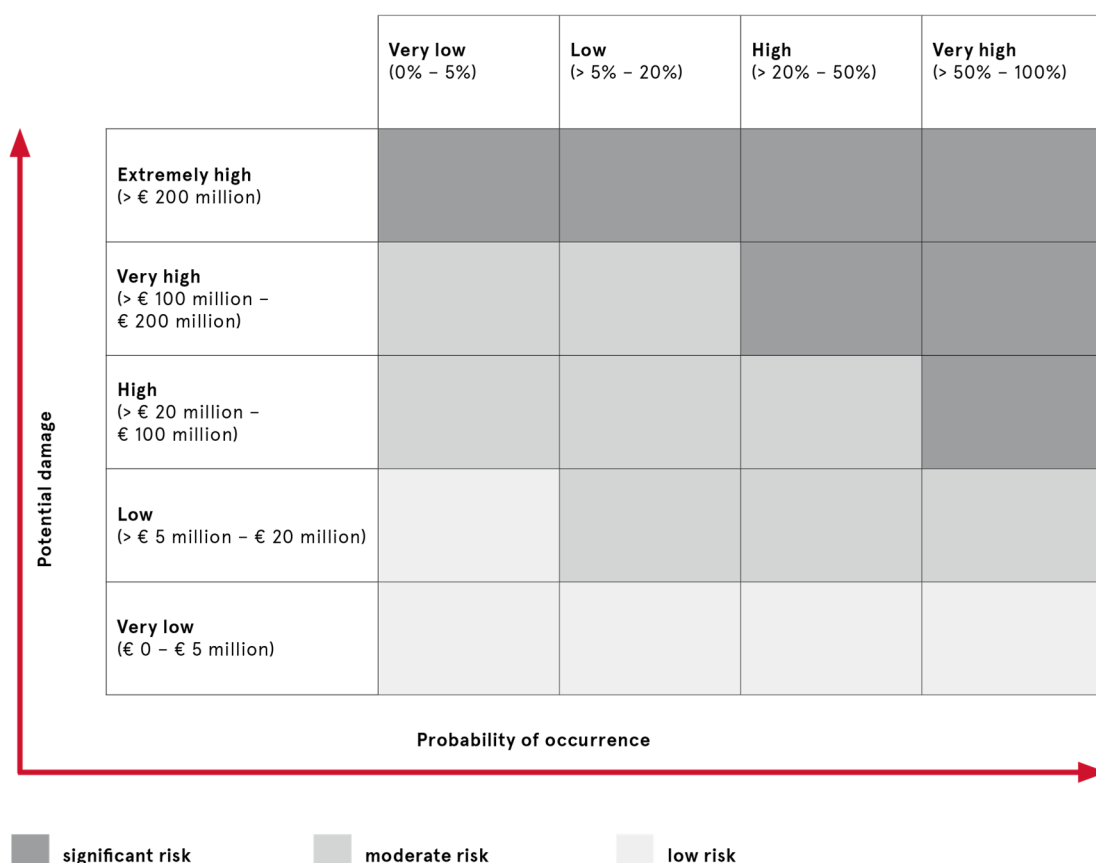 Very low
(0% – 5%)
Low
(> 5% – 20%)
High
(> 20% – 50%)
Very high
(> 50% – 100%)
Extremely high
(> € 200 million)
Very high
(> € 100 million –
€ 200 million)
High
(> € 20 million –
€ 100 million)
Low
(> € 5 million – € 20 million)
Very low
(€ 0 – € 5 million)
Potential damage
Probability of occurrence
significant risk
moderate risk
low risk